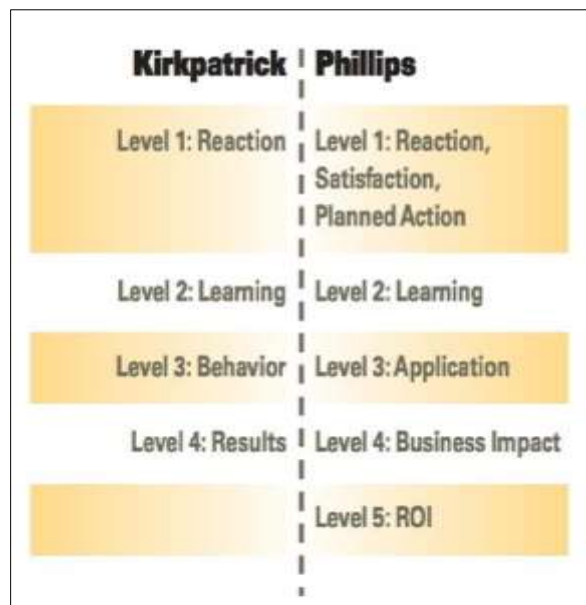 Kirkpatrick Phillips
Level 1: Reaction Level 1: Reaction,
Satisfaction,
Planned Action
Level 2: Learning Level 2: Learning
Level 3: Behavior Level 3: Application
Level 4: Results Level 4: Business Impact
Level 5: ROI